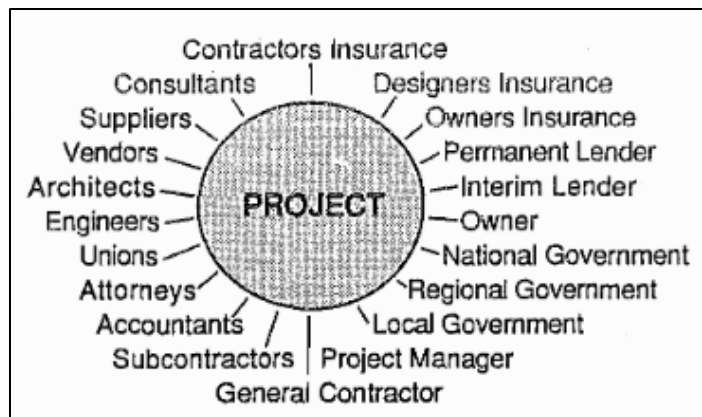 Contractors Insurance
Consultants
Designers Insurance
Suppliers
Owners Insurance
Vendors
Permanent Lender
Architects
Interim Lender
PROJECT
Engineers
Owner
Unions
National Government
Attorneys
Regional Government
Accountants
Local Government
Subcontractors
Project Manager
General Contractor